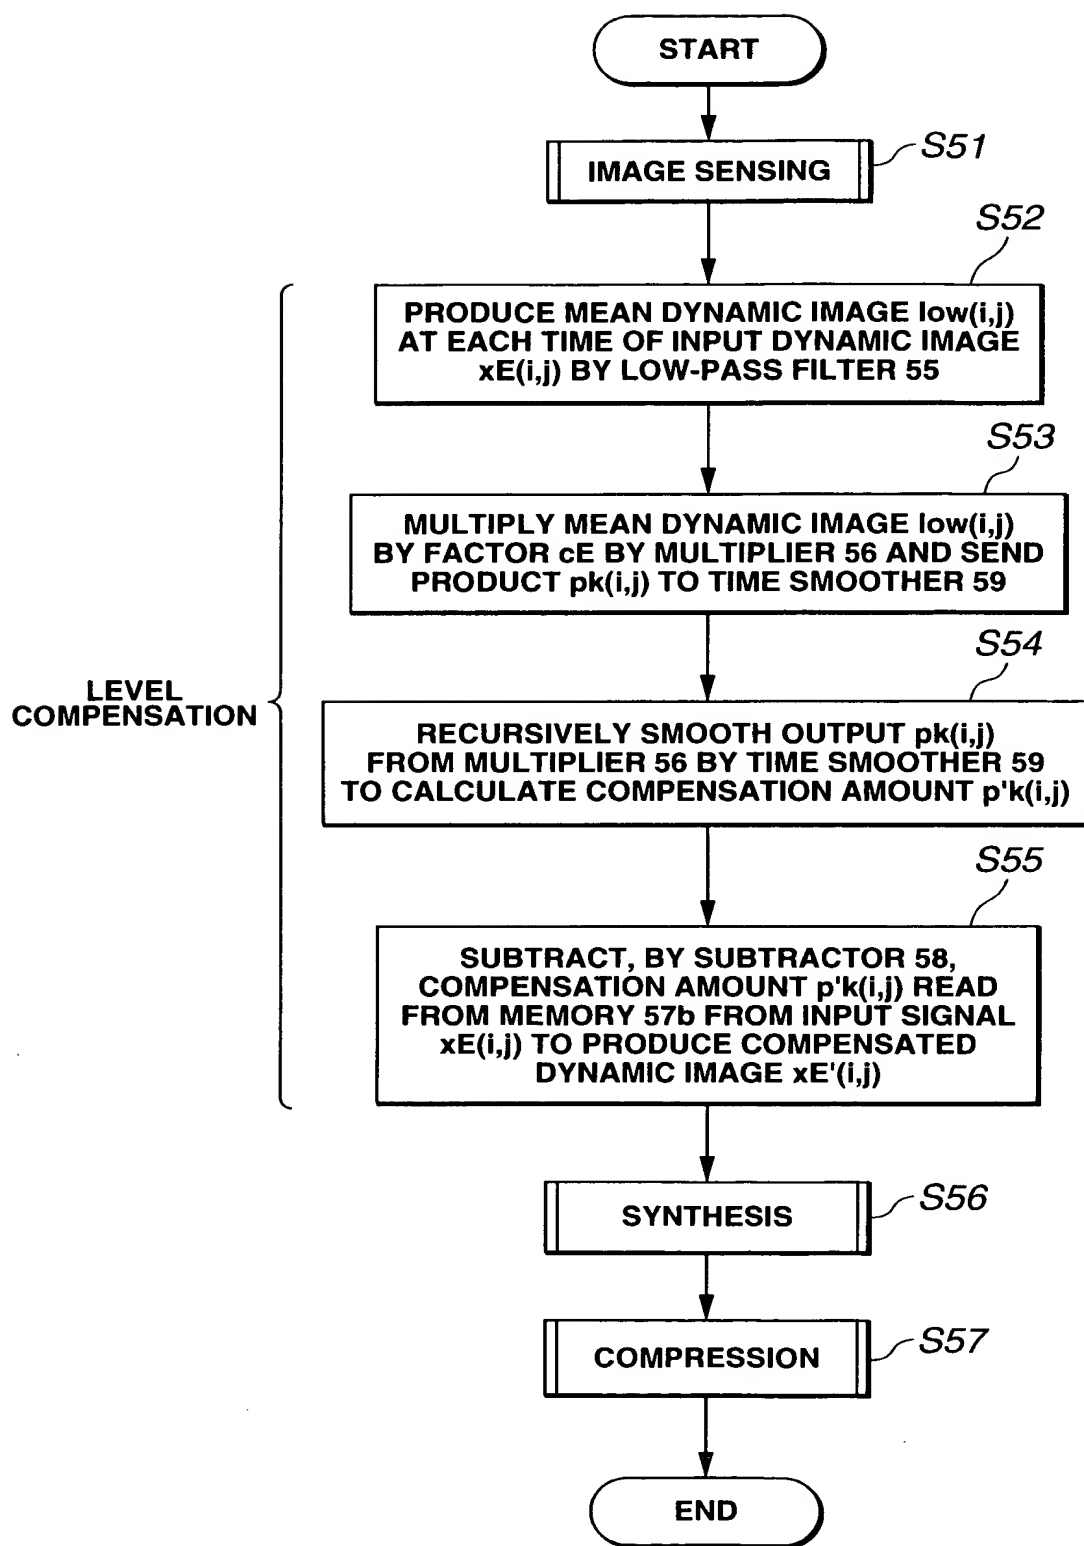 START
IMAGE SENSING
S51
S52
PRODUCE MEAN DYNAMIC IMAGE low(i,j)
AT EACH TIME OF INPUT DYNAMIC IMAGE
xE(i,j) BY LOW-PASS FILTER 55
S53
MULTIPLY MEAN DYNAMIC IMAGE low(i,j)
BY FACTOR cE BY MULTIPLIER 56 AND SEND
PRODUCT pk(i,j) TO TIME SMOOTHER 59
S54
LEVEL
COMPENSATION
RECURSIVELY SMOOTH OUTPUT pk(i,j)
FROM MULTIPLIER 56 BY TIME SMOOTHER 59
TO CALCULATE COMPENSATION AMOUNT p'k(i,j)
S55
SUBTRACT, BY SUBTRACTOR 58,
COMPENSATION AMOUNT p'k(i,j) READ
FROM MEMORY 57b FROM INPUT SIGNAL
xE(i,j) TO PRODUCE COMPENSATED
DYNAMIC IMAGE xE'(i,j)
SYNTHESIS
S56
COMPRESSION
S57
END